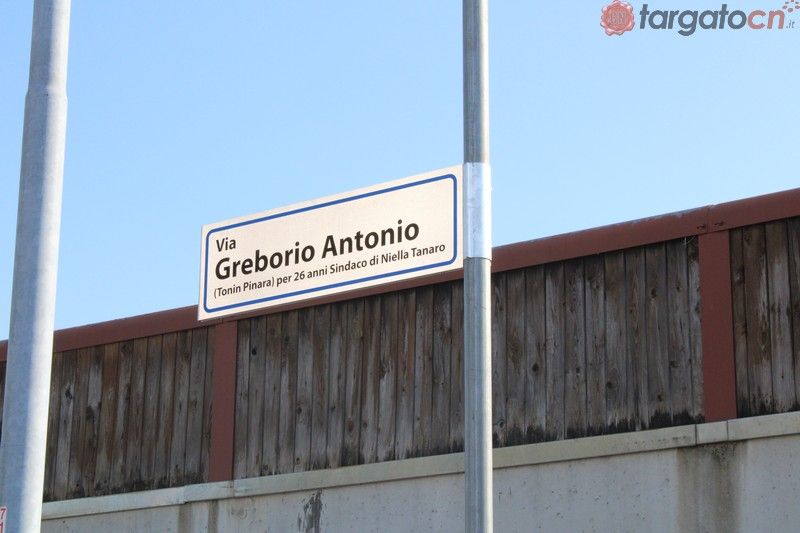 targatocn.it
Via
Greborio Antonio
(Tonin Pinara) per 26 anni Sindaco di Niella Tanaro